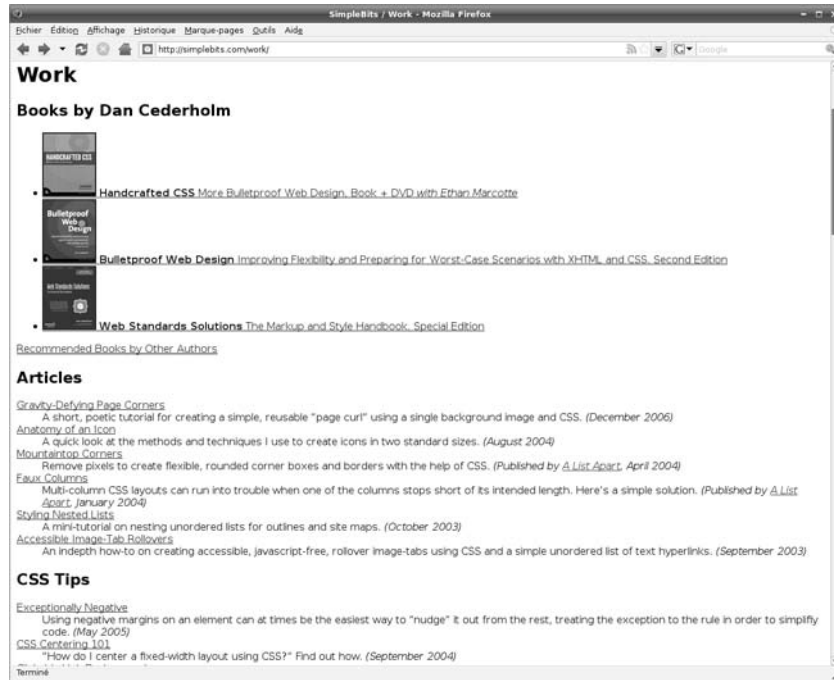 SimpleBits / Work - Mozilla Firefox
Fichier Édition Affichage Historique Marque-pages Outils Aide
http://simplebits.com/work/
Google
Work
Books by Dan Cederholm
HANDCRAFTED CSS
Handcrafted CSS More Bulletproof Web Design, Book + DVD with Ethan Marcotte
Bulletproof
Web
Design
Bulletproof Web Design Improving Flexibility and Preparing for Worst-Case Scenarios with XHTML and CSS, Second Edition
Web Standards Solutions
Web Standards Solutions The Markup and Style Handbook, Special Edition
Recommended Books by Other Authors
Articles
Gravity-Defying Page Corners
A short, poetic tutorial for creating a simple, reusable "page curl" using a single background image and CSS. (December 2006)
Anatomy of an Icon
A quick look at the methods and techniques I use to create icons in two standard sizes. (August 2004)
Mountaintop Corners
Remove pixels to create flexible, rounded corner boxes and borders with the help of CSS. (Published by A List Apart, April 2004)
Faux Columns
Multi-column CSS layouts can run into trouble when one of the columns stops short of its intended length. Here's a simple solution. (Published by A List
Apart, January 2004)
Styling Nested Lists
A mini-tutorial on nesting unordered lists for outlines and site maps. (October 2003)
Accessible Image-Tab Rollovers
An indepth how-to on creating accessible, javascript-free, rollover image-tabs using CSS and a simple unordered list of text hyperlinks. (September 2003)
CSS Tips
Exceptionally Negative
Using negative margins on an element can at times be the easiest way to "nudge" it out from the rest, treating the exception to the rule in order to simplifiy
code. (May 2005)
CSS Centering 101
"How do I center a fixed-width layout using CSS?" Find out how. (September 2004)
Terminé